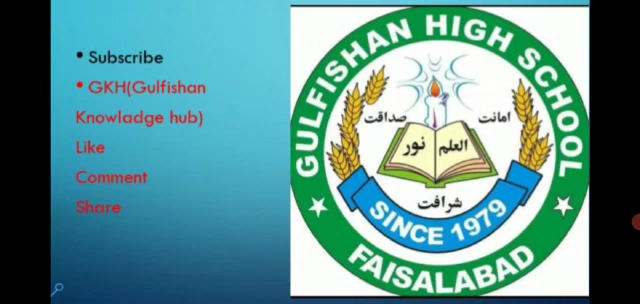 Subscribe
GKH(Gulfishan
Knowladge hub)
Like
Comment
Share
GULFISHAN HIGH SCHOOL
صداقت
امانت
العلم نور
شرافت
SINCE 1979
FAISALABAD